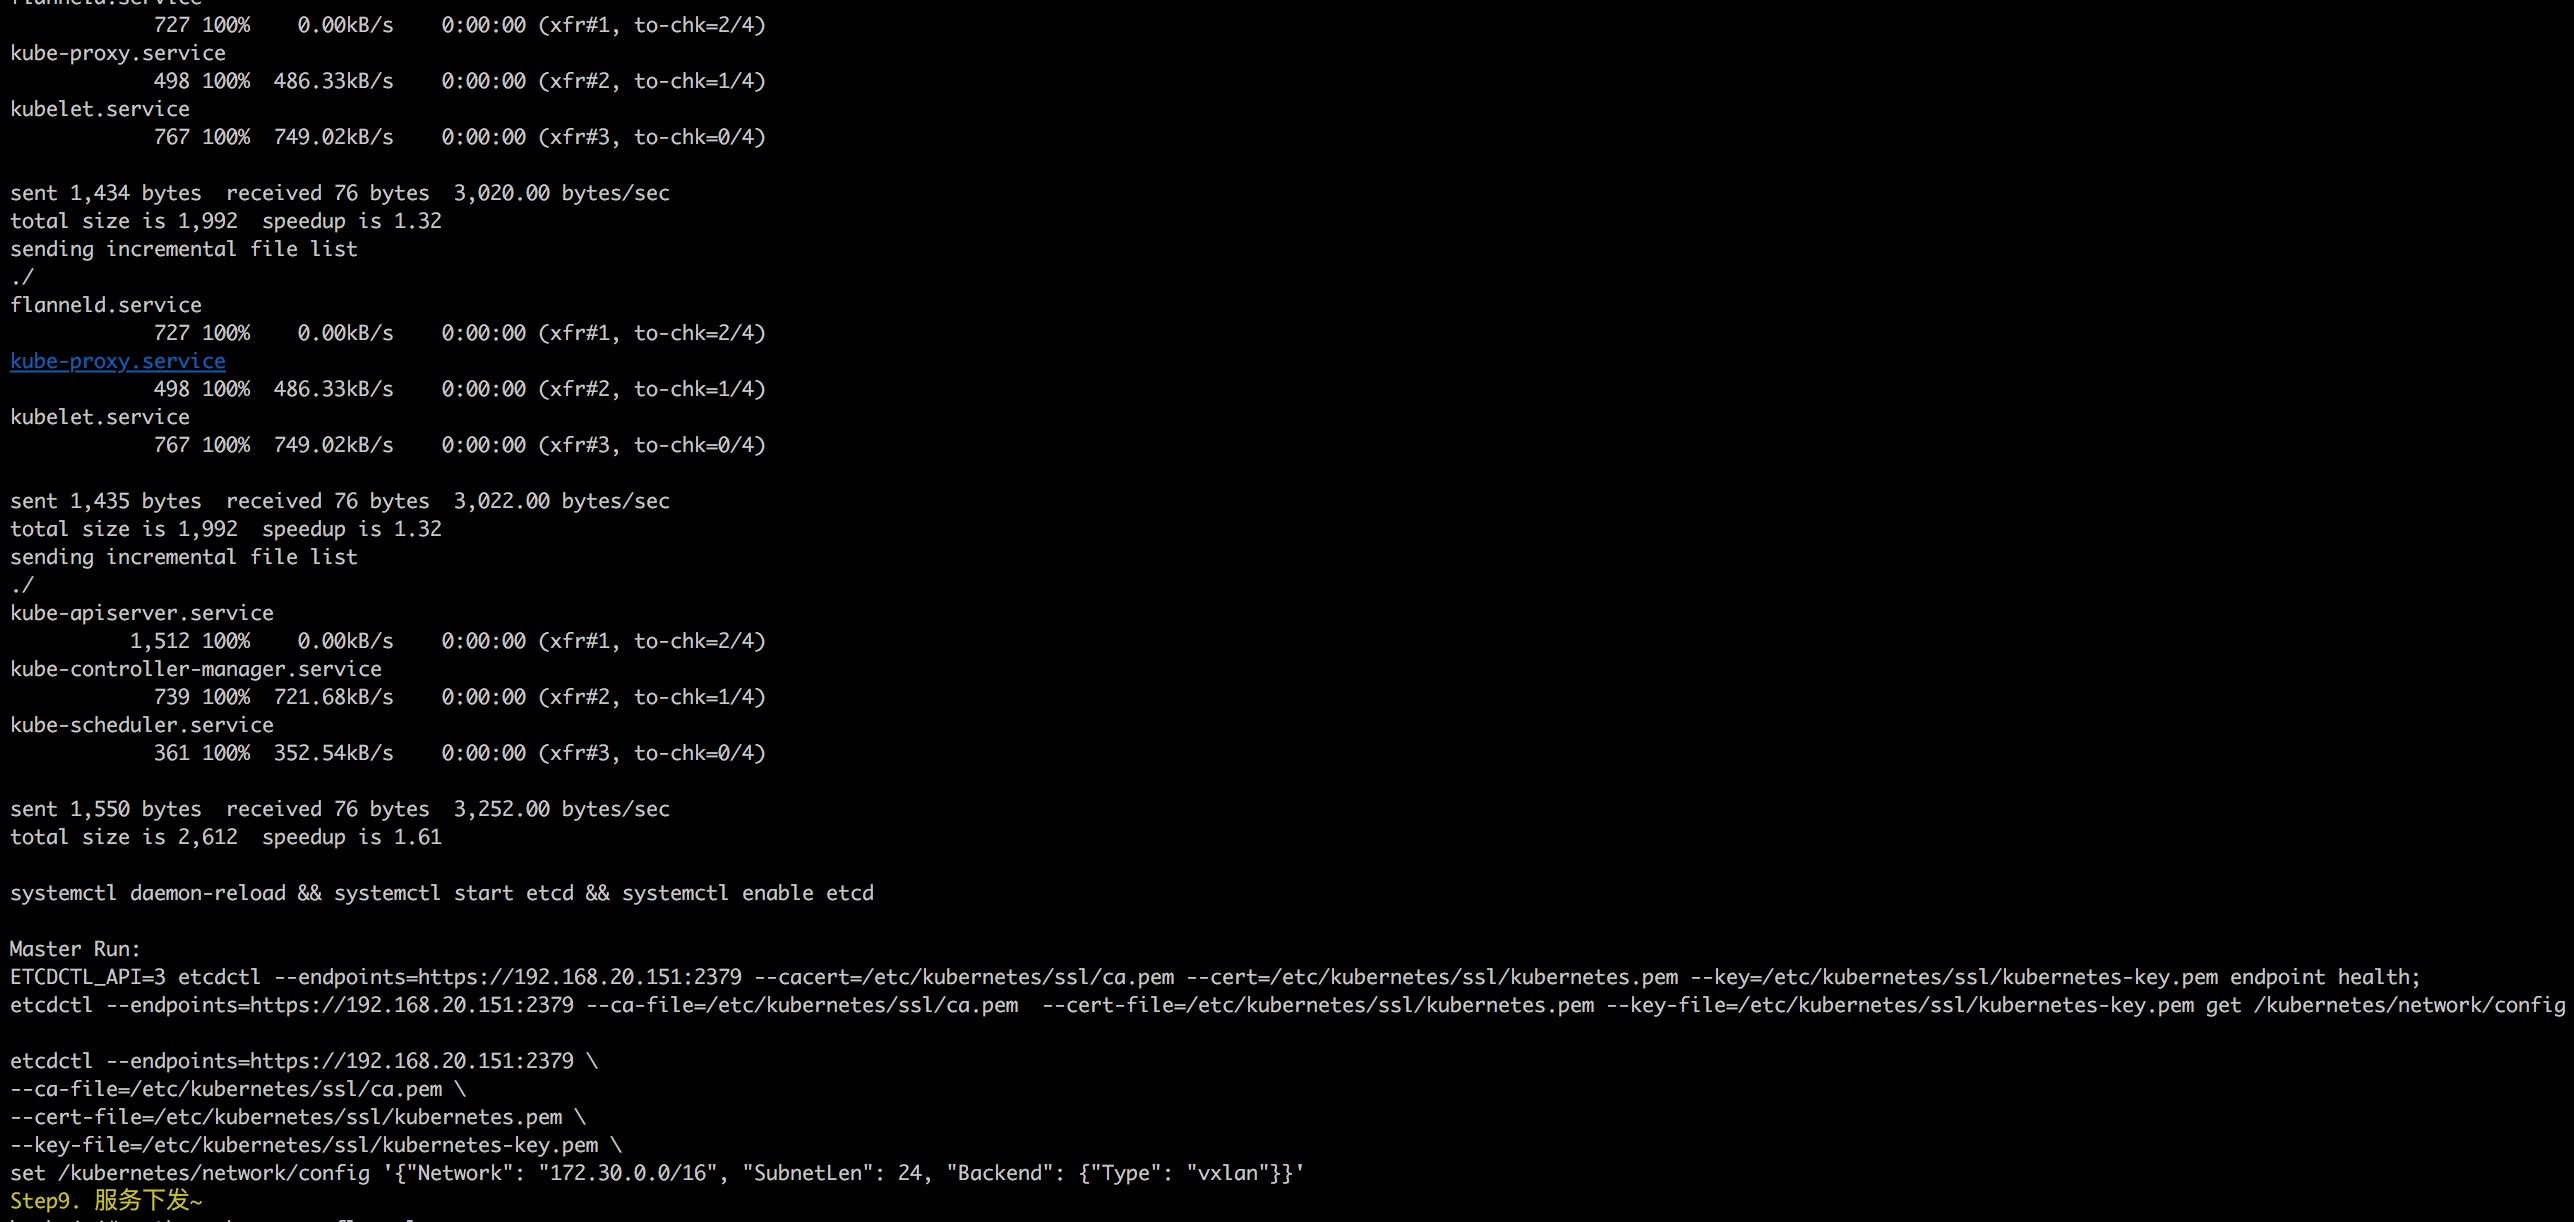 flanneld.service
727 100% 0.00kB/s 0:00:00 (xfr#1, to-chk=2/4)
kube-proxy.service
498 100% 486.33kB/s 0:00:00 (xfr#2, to-chk=1/4)
kubelet.service
767 100% 749.02kB/s 0:00:00 (xfr#3, to-chk=0/4)
sent 1,434 bytes received 76 bytes 3,020.00 bytes/sec
total size is 1,992 speedup is 1.32
sending incremental file list
./
flanneld.service
727 100% 0.00kB/s 0:00:00 (xfr#1, to-chk=2/4)
kube-proxy.service
498 100% 486.33kB/s 0:00:00 (xfr#2, to-chk=1/4)
kubelet.service
767 100% 749.02kB/s 0:00:00 (xfr#3, to-chk=0/4)
sent 1,435 bytes received 76 bytes 3,022.00 bytes/sec
total size is 1,992 speedup is 1.32
sending incremental file list
./
kube-apiserver.service
1,512 100% 0.00kB/s 0:00:00 (xfr#1, to-chk=2/4)
kube-controller-manager.service
739 100% 721.68kB/s 0:00:00 (xfr#2, to-chk=1/4)
kube-scheduler.service
361 100% 352.54kB/s 0:00:00 (xfr#3, to-chk=0/4)
sent 1,550 bytes received 76 bytes 3,252.00 bytes/sec
total size is 2,612 speedup is 1.61
systemctl daemon-reload && systemctl start etcd && systemctl enable etcd
Master Run:
ETCDCTL_API=3 etcdctl --endpoints=https://192.168.20.151:2379 --cacert=/etc/kubernetes/ssl/ca.pem --cert=/etc/kubernetes/ssl/kubernetes.pem --key=/etc/kubernetes/ssl/kubernetes-key.pem endpoint health;
etcdctl --endpoints=https://192.168.20.151:2379 --ca-file=/etc/kubernetes/ssl/ca.pem --cert-file=/etc/kubernetes/ssl/kubernetes.pem --key-file=/etc/kubernetes/ssl/kubernetes-key.pem get /kubernetes/network/config
etcdctl --endpoints=https://192.168.20.151:2379 \
--ca-file=/etc/kubernetes/ssl/ca.pem \
--cert-file=/etc/kubernetes/ssl/kubernetes.pem \
--key-file=/etc/kubernetes/ssl/kubernetes-key.pem \
set /kubernetes/network/config '{"Network": "172.30.0.0/16", "SubnetLen": 24, "Backend": {"Type": "vxlan"}}'
Step9. 服务下发~